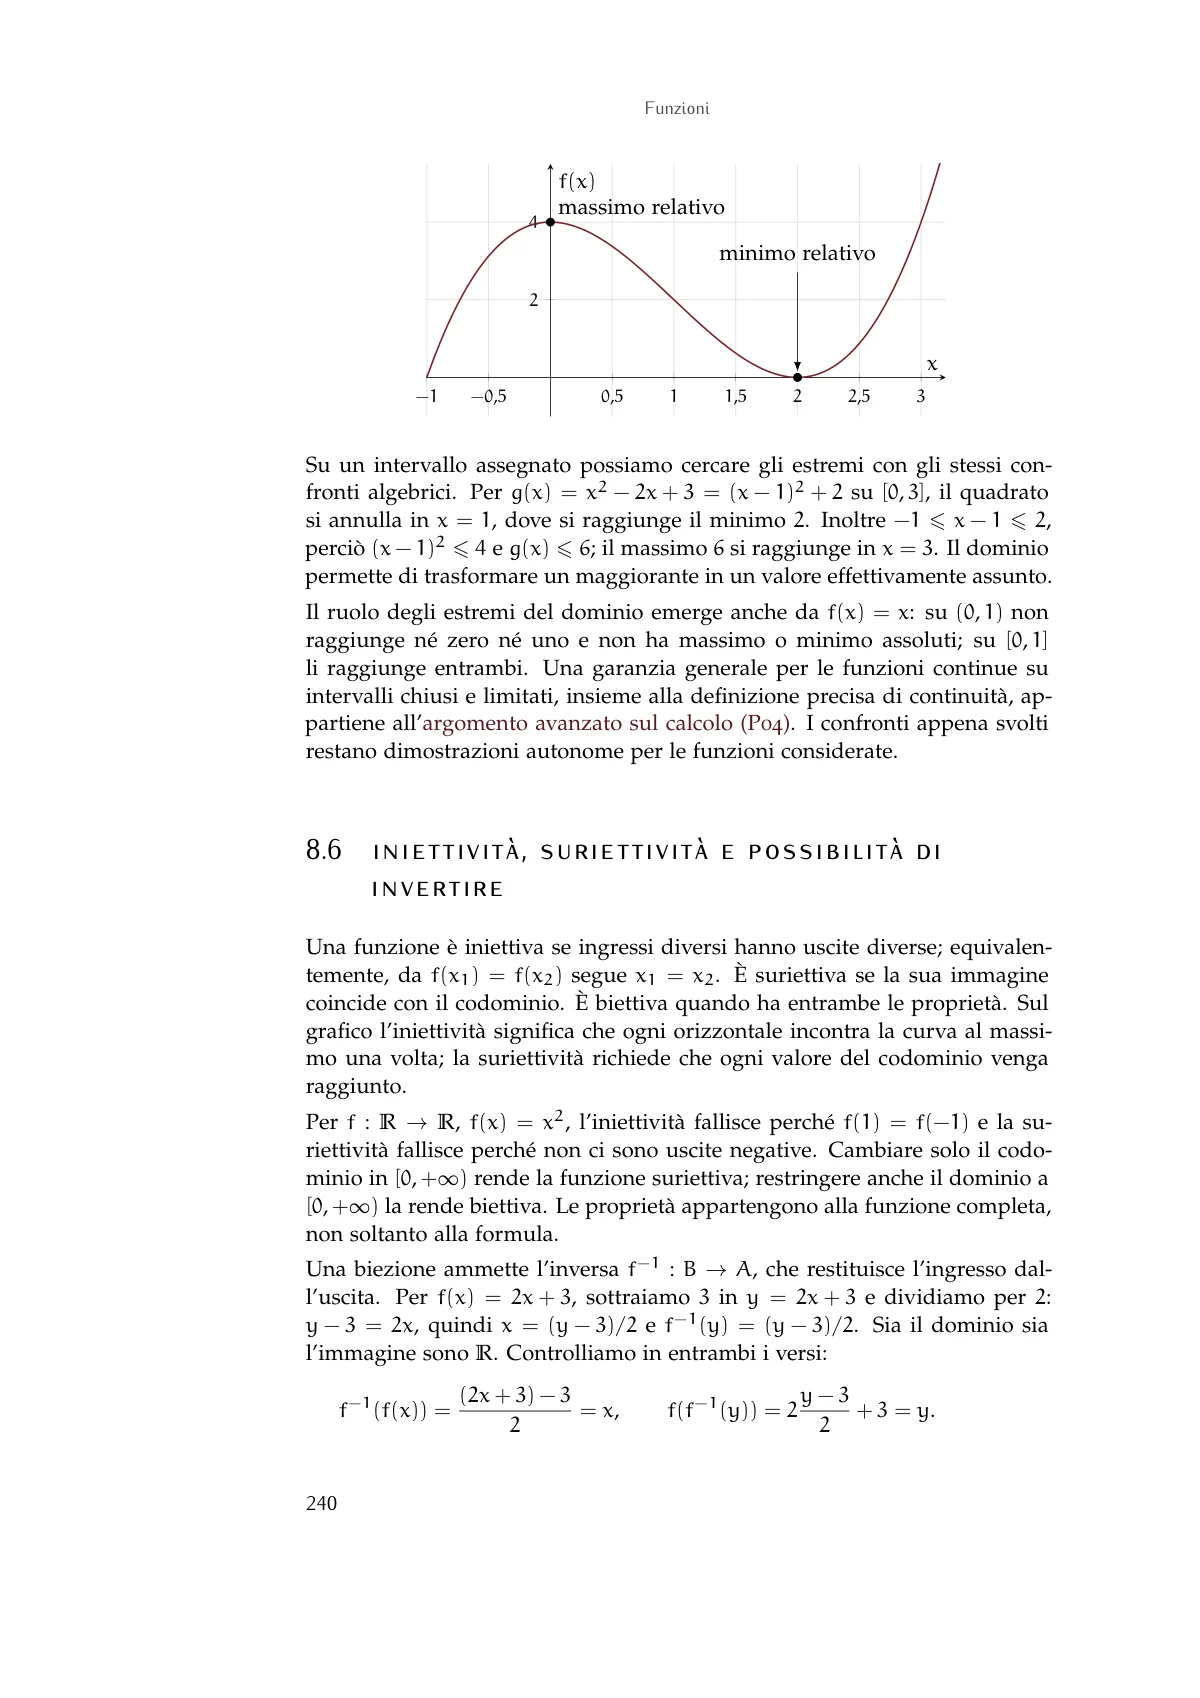 Funzioni
f(x)
massimo relativo
4
minimo relativo
2
x
−1 −0,5 0,5 1 1,5 2 2,5 3
Su un intervallo assegnato possiamo cercare gli estremi con gli stessi con-
fronti algebrici. Per g(x) = x² − 2x + 3 = (x − 1)² + 2 su [0, 3], il quadrato
si annulla in x = 1, dove si raggiunge il minimo 2. Inoltre −1 ⩽ x − 1 ⩽ 2,
perciò (x − 1)² ⩽ 4 e g(x) ⩽ 6; il massimo 6 si raggiunge in x = 3. Il dominio
permette di trasformare un maggiorante in un valore effettivamente assunto.
Il ruolo degli estremi del dominio emerge anche da f(x) = x: su (0, 1) non
raggiunge né zero né uno e non ha massimo o minimo assoluti; su [0, 1]
li raggiunge entrambi. Una garanzia generale per le funzioni continue su
intervalli chiusi e limitati, insieme alla definizione precisa di continuità, ap-
partiene all'argomento avanzato sul calcolo (P04). I confronti appena svolti
restano dimostrazioni autonome per le funzioni considerate.
8.6 INIETTIVITÀ, SURIETTIVITÀ E POSSIBILITÀ DI
INVERTIRE
Una funzione è iniettiva se ingressi diversi hanno uscite diverse; equivalen-
temente, da f(x₁) = f(x₂) segue x₁ = x₂. È suriettiva se la sua immagine
coincide con il codominio. È biettiva quando ha entrambe le proprietà. Sul
grafico l'iniettività significa che ogni orizzontale incontra la curva al massi-
mo una volta; la suriettività richiede che ogni valore del codominio venga
raggiunto.
Per f : ℝ → ℝ, f(x) = x², l'iniettività fallisce perché f(1) = f(−1) e la su-
riettività fallisce perché non ci sono uscite negative. Cambiare solo il codo-
minio in [0, +∞) rende la funzione suriettiva; restringere anche il dominio a
[0, +∞) la rende biettiva. Le proprietà appartengono alla funzione completa,
non soltanto alla formula.
Una biezione ammette l'inversa f⁻¹ : B → A, che restituisce l'ingresso dal-
l'uscita. Per f(x) = 2x + 3, sottraiamo 3 in y = 2x + 3 e dividiamo per 2:
y − 3 = 2x, quindi x = (y − 3)/2 e f⁻¹(y) = (y − 3)/2. Sia il dominio sia
l'immagine sono ℝ. Controlliamo in entrambi i versi:
f⁻¹(f(x)) = \frac{(2x + 3) − 3}{2} = x, f(f⁻¹(y)) = 2\frac{y − 3}{2} + 3 = y.
240